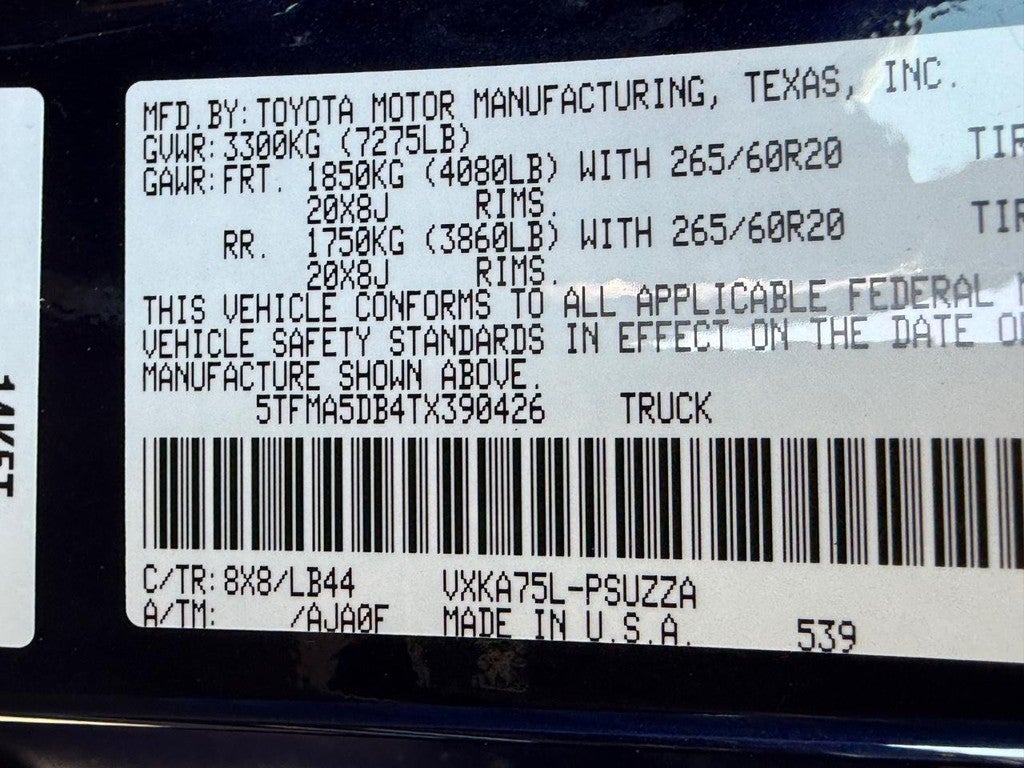 MFD.BY: TOYOTA MOTOR MANUFACTURING, TEXAS, INC.
GVWR: 3300KG (7275LB)
GAWR: FRT. 1850KG (4080LB) WITH 265/60R20 TIR
20X8J RIMS.
RR. 1750KG (3860LB) WITH 265/60R20 TIR
20X8J RIMS.
THIS VEHICLE CONFORMS TO ALL APPLICABLE FEDERAL
VEHICLE SAFETY STANDARDS IN EFFECT ON THE DATE
MANUFACTURE SHOWN ABOVE.
5TFMA5DB4TX390426 TRUCK
C/TR: 8X8/LB44 VXKA75L-PSUZZA
A/TM: /AJA0F MADE IN U.S.A. 539